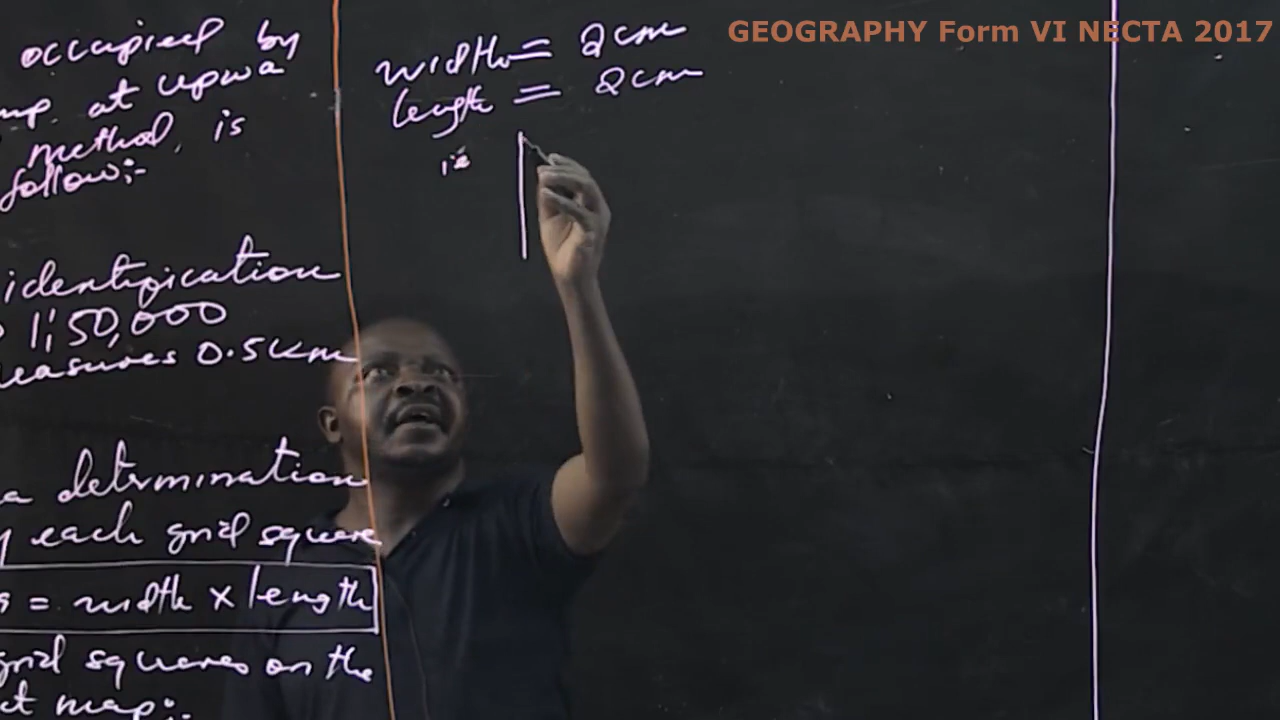 GEOGRAPHY Form VI NECTA 2017
occupied by
at upwa
method, is
follow:-
identification
1:50,000
measures 0.5km
determination
each grid square
= width x length
grid squares on the
map:-
width = 2cm
length = 2cm
ie